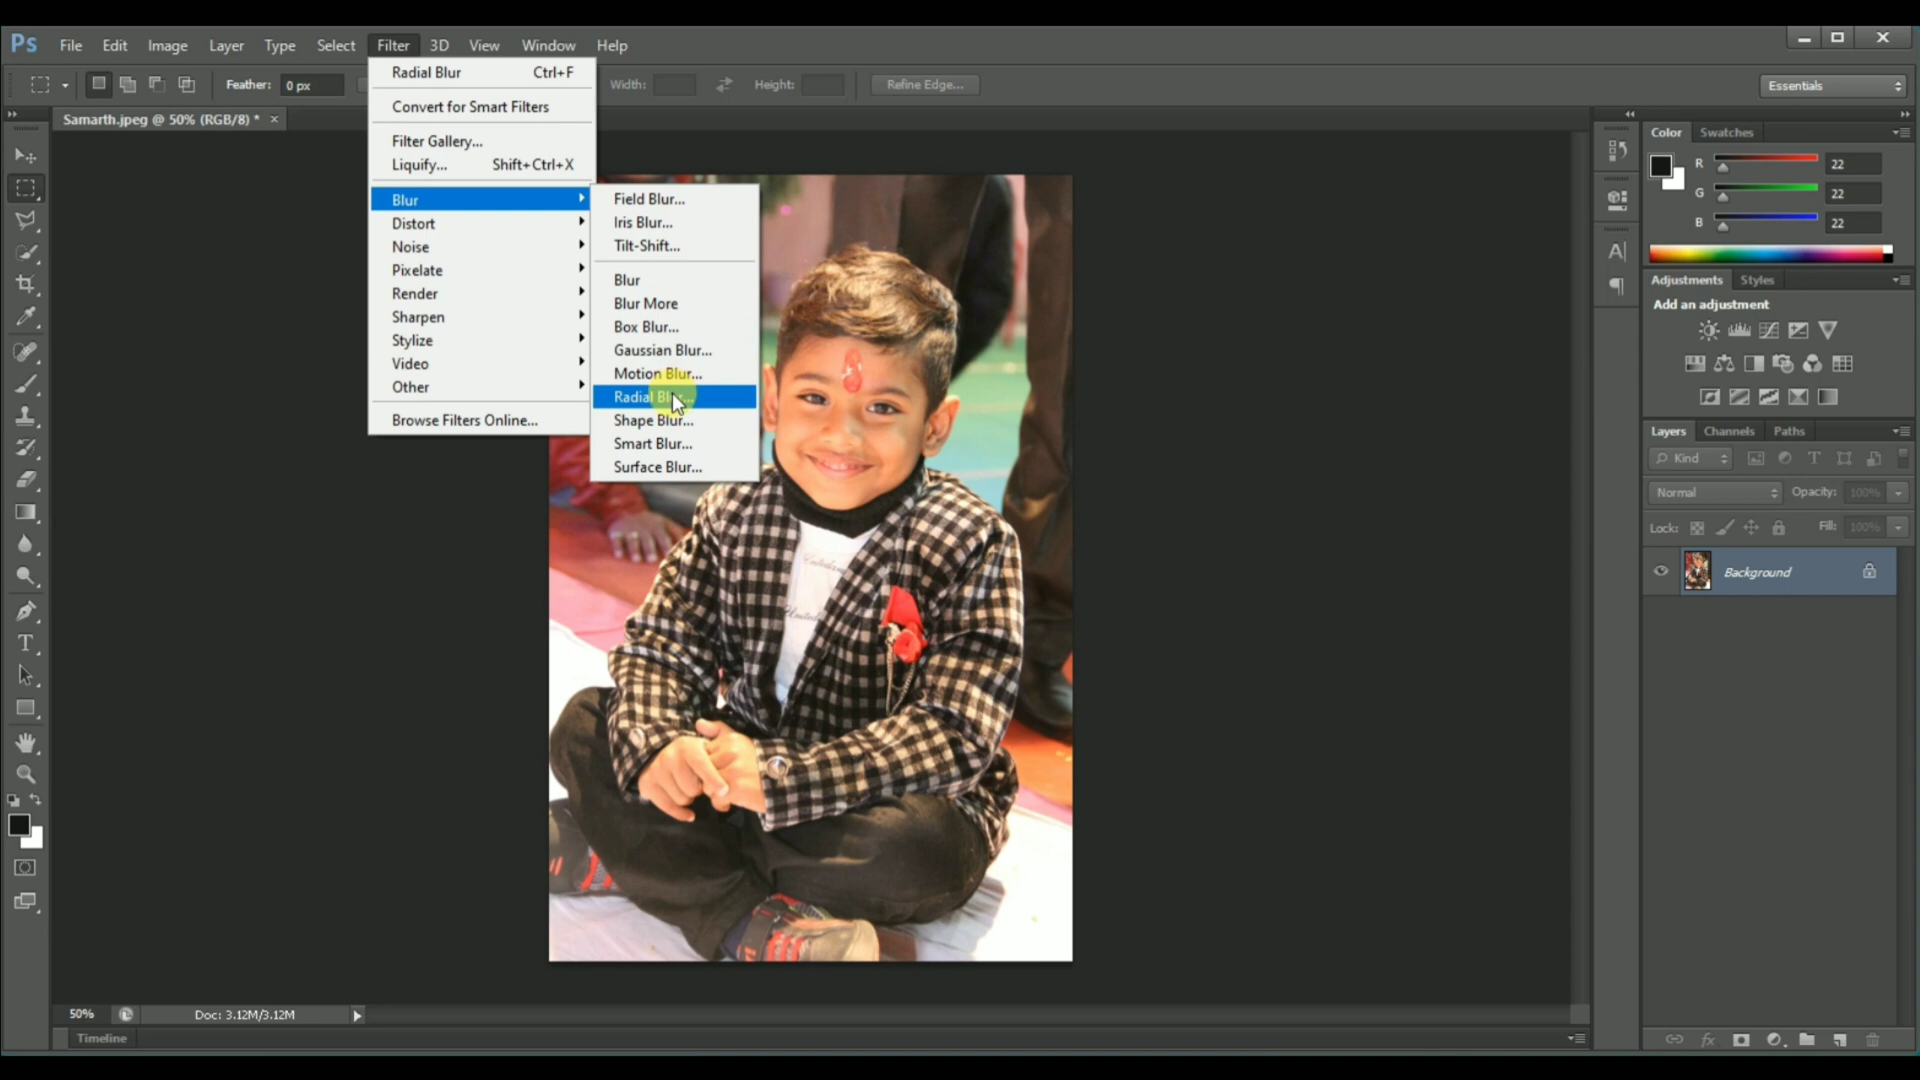 Ps File Edit Image Layer Type Select Filter 3D View Window Help
Feather: 0 px Width: Height: Refine Edge... Essentials
Samarth.jpeg @ 50% (RGB/8) * ×
Radial Blur Ctrl+F
Convert for Smart Filters
Filter Gallery...
Liquify... Shift+Ctrl+X
Blur
Distort
Noise
Pixelate
Render
Sharpen
Stylize
Video
Other
Browse Filters Online...
Field Blur...
Iris Blur...
Tilt-Shift...
Blur
Blur More
Box Blur...
Gaussian Blur...
Motion Blur...
Radial Blur...
Shape Blur...
Smart Blur...
Surface Blur...
Color Swatches
R 22
G 22
B 22
Adjustments Styles
Add an adjustment
Layers Channels Paths
Kind
Normal Opacity: 100%
Lock: Fill: 100%
Background
50% Doc: 3.12M/3.12M
Timeline